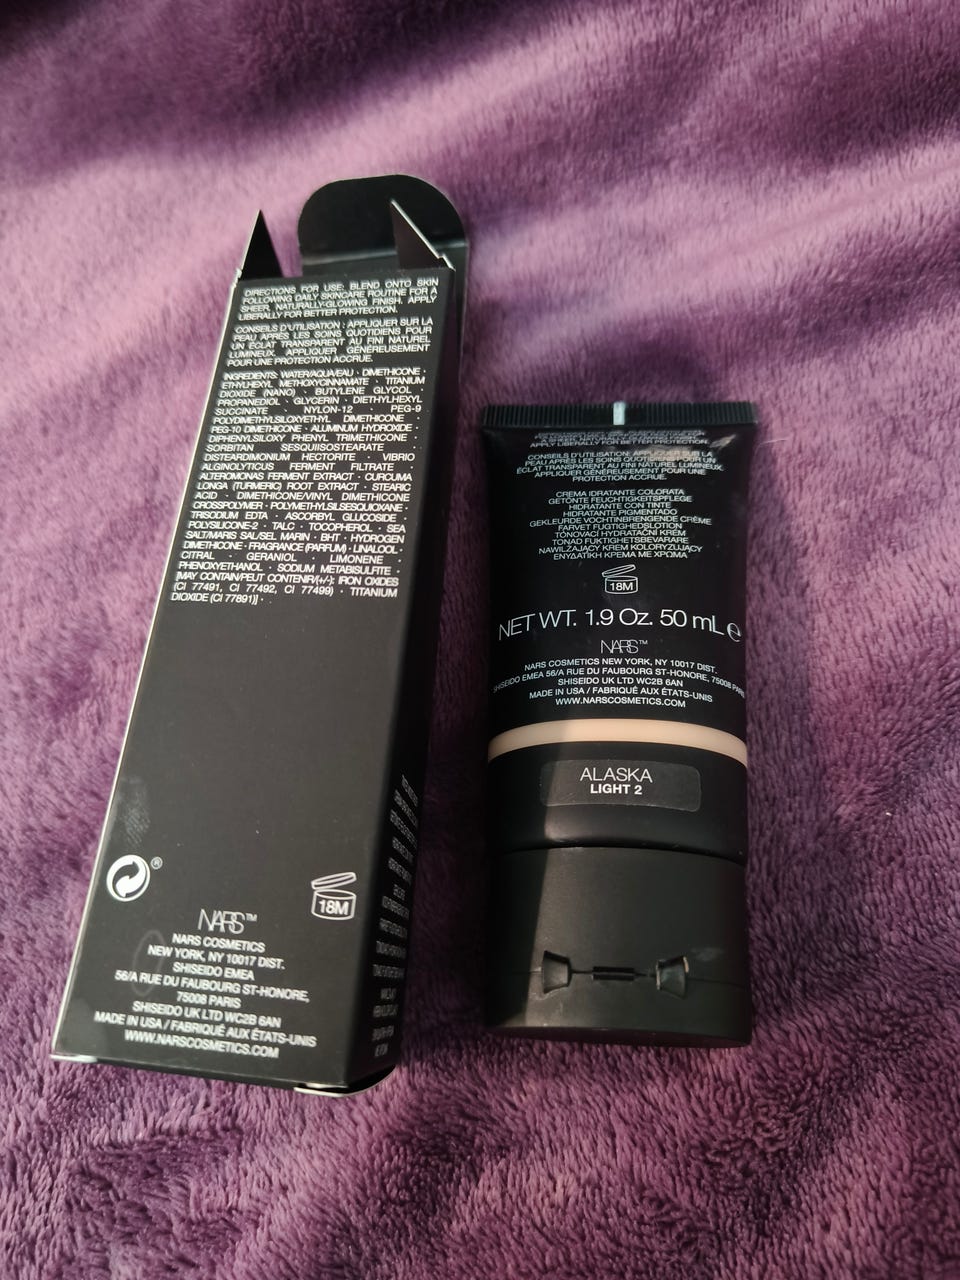 DIRECTIONS FOR USE: BLEND ONTO SKIN
FOLLOWING DAILY SKINCARE ROUTINE FOR A
SHEER, NATURALLY-GLOWING FINISH. APPLY
LIBERALLY FOR BETTER PROTECTION.
CONSEILS D'UTILISATION : APPLIQUER SUR LA
PEAU APRÈS LES SOINS QUOTIDIENS POUR
UN ÉCLAT TRANSPARENT AU FINI NATUREL
LUMINEUX. APPLIQUER GÉNÉREUSEMENT
POUR UNE PROTECTION ACCRUE.
INGREDIENTS: WATER/AQUA/EAU · DIMETHICONE ·
ETHYLHEXYL METHOXYCINNAMATE · TITANIUM
DIOXIDE (NANO) · BUTYLENE GLYCOL ·
PROPANEDIOL · GLYCERIN · DIETHYLHEXYL
SUCCINATE · NYLON-12 · PEG-9
POLYDIMETHYLSILOXYETHYL DIMETHICONE ·
PEG-10 DIMETHICONE · ALUMINUM HYDROXIDE ·
DIPHENYLSILOXY PHENYL TRIMETHICONE ·
SORBITAN SESQUIISOSTEARATE ·
DISTEARDIMONIUM HECTORITE · VIBRIO
ALGINOLYTICUS FERMENT FILTRATE ·
ALTEROMONAS FERMENT EXTRACT · CURCUMA
LONGA (TURMERIC) ROOT EXTRACT · STEARIC
ACID · DIMETHICONE/VINYL DIMETHICONE
CROSSPOLYMER · POLYMETHYLSILSESQUIOXANE ·
TRISODIUM EDTA · ASCORBYL GLUCOSIDE ·
POLYSILICONE-2 · TALC · TOCOPHEROL · SEA
SALT/MARIS SAL/SEL MARIN · BHT · HYDROGEN
DIMETHICONE · FRAGRANCE (PARFUM) · LINALOOL ·
CITRAL · GERANIOL · LIMONENE ·
PHENOXYETHANOL · SODIUM METABISULFITE ·
[MAY CONTAIN/PEUT CONTENIR/(+/-): IRON OXIDES
(CI 77491, CI 77492, CI 77499) · TITANIUM
DIOXIDE (CI 77891)] ·
18M
NARS™
NARS COSMETICS
NEW YORK, NY 10017 DIST.
SHISEIDO EMEA
56/A RUE DU FAUBOURG ST-HONORE,
75008 PARIS
SHISEIDO UK LTD WC2B 6AN
MADE IN USA / FABRIQUÉ AUX ÉTATS-UNIS
WWW.NARSCOSMETICS.COM
A SHEER, NATURALLY-GLOWING FINISH.
APPLY LIBERALLY FOR BETTER PROTECTION.
CONSEILS D'UTILISATION: APPLIQUER SUR LA
PEAU APRÈS LES SOINS QUOTIDIENS POUR UN
ÉCLAT TRANSPARENT AU FINI NATUREL LUMINEUX.
APPLIQUER GÉNÉREUSEMENT POUR UNE
PROTECTION ACCRUE.
CREMA IDRATANTE COLORATA
GETÖNTE FEUCHTIGKEITSPFLEGE
HIDRATANTE CON TINTE
HIDRATANTE PIGMENTADO
GEKLEURDE VOCHTINBRENGENDE CRÈME
FARVET FUGTIGHEDSLOTION
TÓNOVACÍ HYDRATAČNÍ KRÉM
TONAD FUKTIGHETSBEVARARE
NAWILŻAJĄCY KREM KOLORYZUJĄCY
ΕΝΥΔΑΤΙΚΗ ΚΡΕΜΑ ΜΕ ΧΡΩΜΑ
18M
NET WT. 1.9 Oz. 50 mL ℮
NARS™
NARS COSMETICS NEW YORK, NY 10017 DIST.
SHISEIDO EMEA 56/A RUE DU FAUBOURG ST-HONORE, 75008 PARIS
SHISEIDO UK LTD WC2B 6AN
MADE IN USA / FABRIQUÉ AUX ÉTATS-UNIS
WWW.NARSCOSMETICS.COM
ALASKA
LIGHT 2